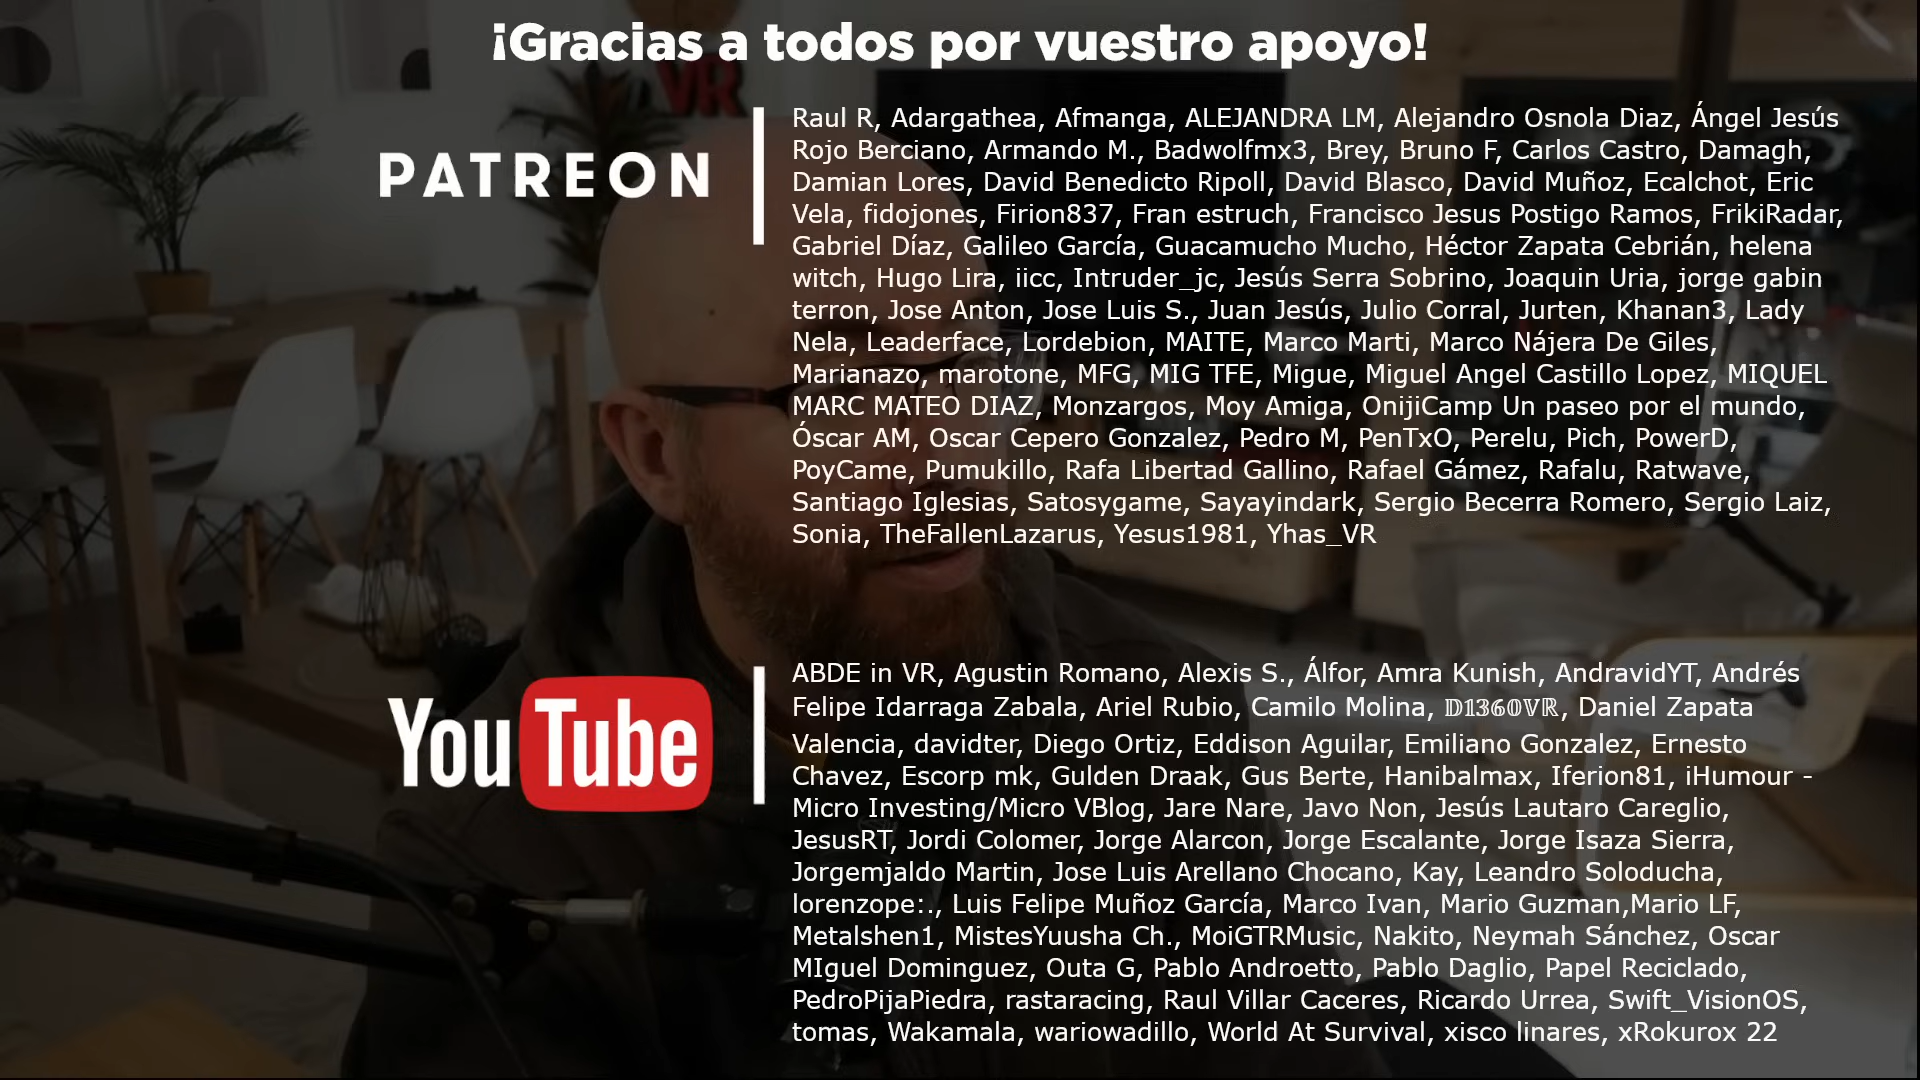 ¡Gracias a todos por vuestro apoyo!
VR
PATREON
Raul R, Adargathea, Afmanga, ALEJANDRA LM, Alejandro Osnola Diaz, Ángel Jesús
Rojo Berciano, Armando M., Badwolfmx3, Brey, Bruno F, Carlos Castro, Damagh,
Damian Lores, David Benedicto Ripoll, David Blasco, David Muñoz, Ecalchot, Eric
Vela, fidojones, Firion837, Fran estruch, Francisco Jesus Postigo Ramos, FrikiRadar,
Gabriel Díaz, Galileo García, Guacamucho Mucho, Héctor Zapata Cebrián, helena
witch, Hugo Lira, iicc, Intruder_jc, Jesús Serra Sobrino, Joaquin Uria, jorge gabin
terron, Jose Anton, Jose Luis S., Juan Jesús, Julio Corral, Jurten, Khanan3, Lady
Nela, Leaderface, Lordebion, MAITE, Marco Marti, Marco Nájera De Giles,
Marianazo, marotone, MFG, MIG TFE, Migue, Miguel Angel Castillo Lopez, MIQUEL
MARC MATEO DIAZ, Monzargos, Moy Amiga, OnijiCamp Un paseo por el mundo,
Óscar AM, Oscar Cepero Gonzalez, Pedro M, PenTxO, Perelu, Pich, PowerD,
PoyCame, Pumukillo, Rafa Libertad Gallino, Rafael Gámez, Rafalu, Ratwave,
Santiago Iglesias, Satosygame, Sayayindark, Sergio Becerra Romero, Sergio Laiz,
Sonia, TheFallenLazarus, Yesus1981, Yhas_VR
YouTube
ABDE in VR, Agustin Romano, Alexis S., Álfor, Amra Kunish, AndravidYT, Andrés
Felipe Idarraga Zabala, Ariel Rubio, Camilo Molina, 𝔻𝟙𝟛𝟞𝟘𝕍ℝ, Daniel Zapata
Valencia, davidter, Diego Ortiz, Eddison Aguilar, Emiliano Gonzalez, Ernesto
Chavez, Escorp mk, Gulden Draak, Gus Berte, Hanibalmax, Iferion81, iHumour -
Micro Investing/Micro VBlog, Jare Nare, Javo Non, Jesús Lautaro Careglio,
JesusRT, Jordi Colomer, Jorge Alarcon, Jorge Escalante, Jorge Isaza Sierra,
Jorgemjaldo Martin, Jose Luis Arellano Chocano, Kay, Leandro Soloducha,
lorenzope:., Luis Felipe Muñoz García, Marco Ivan, Mario Guzman,Mario LF,
Metalshen1, MistesYuusha Ch., MoiGTRMusic, Nakito, Neymah Sánchez, Oscar
MIguel Dominguez, Outa G, Pablo Androetto, Pablo Daglio, Papel Reciclado,
PedroPijaPiedra, rastaracing, Raul Villar Caceres, Ricardo Urrea, Swift_VisionOS,
tomas, Wakamala, wariowadillo, World At Survival, xisco linares, xRokurox 22